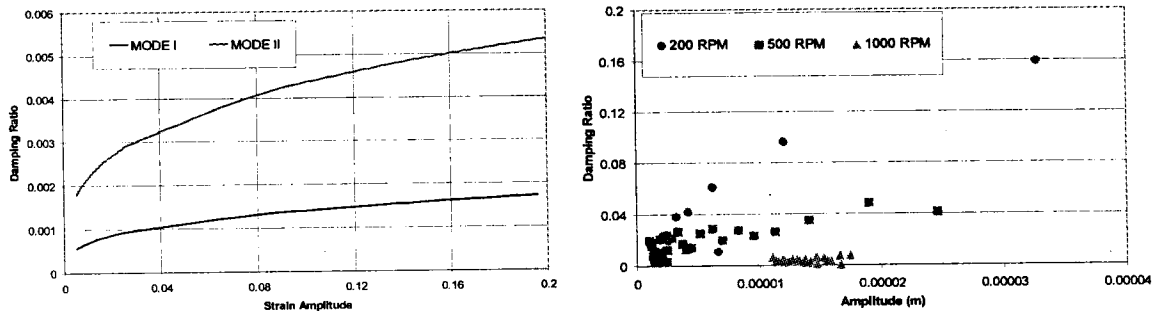 0.006
0.005
0.004
0.003
0.002
0.001
0
Damping Ratio
MODE I MODE II
0 0.04 0.08 0.12 0.16 0.2
Strain Amplitude
0.2
0.16
0.12
0.08
0.04
0
Damping Ratio
200 RPM 500 RPM 1000 RPM
0 0.00001 0.00002 0.00003 0.00004
Amplitude (m)